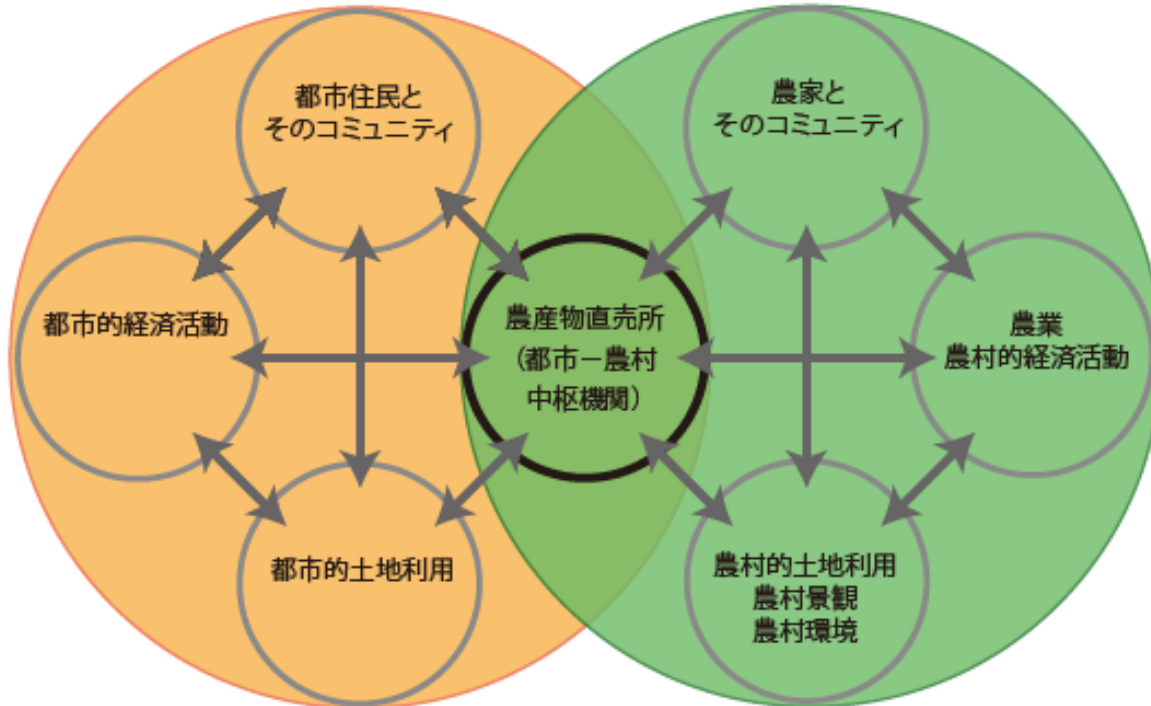 都市住民と
そのコミュニティ
農家と
そのコミュニティ
都市的経済活動
農産物直売所
（都市－農村
中枢機関）
農業
農村的経済活動
都市的土地利用
農村的土地利用
農村景観
農村環境